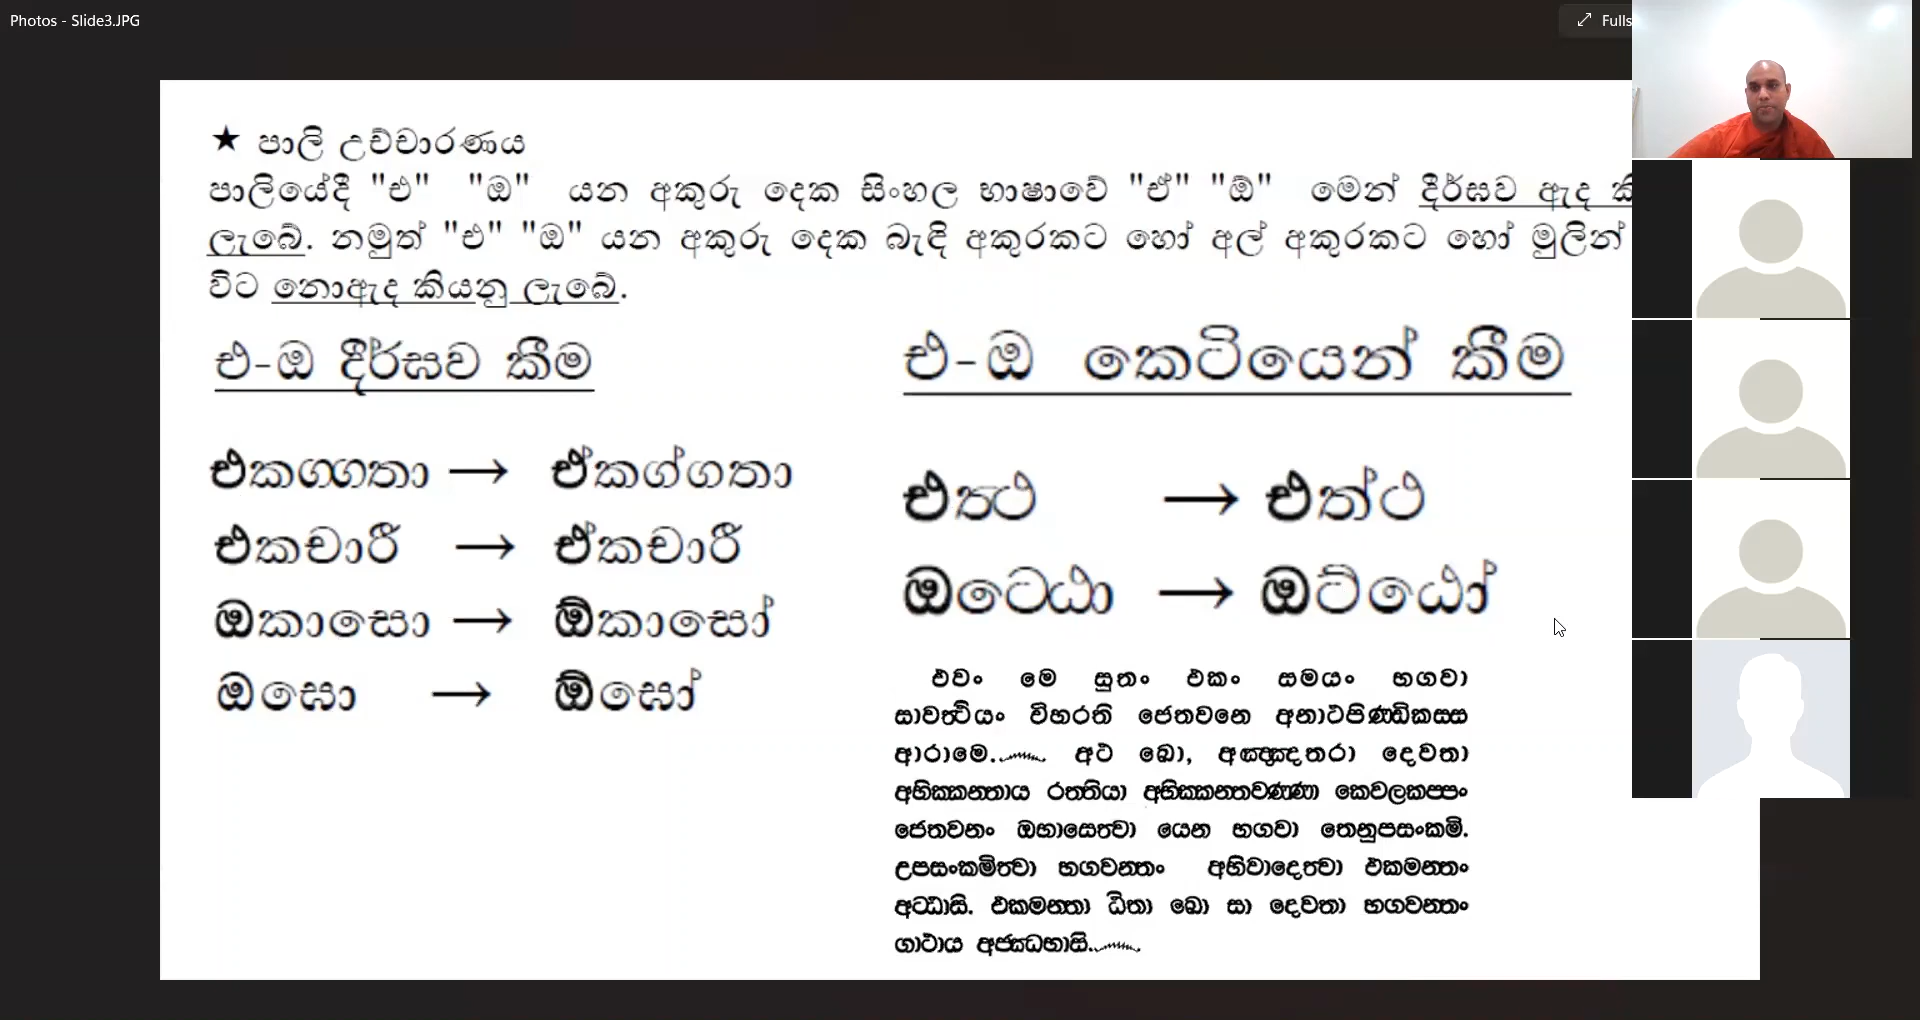 Photos - Slide3.JPG
Fulls
★ පාලි උච්චාරණය
පාලියේදී "එ" "ඔ" යන අකුරු දෙක සිංහල භාෂාවේ "ඒ" "ඕ" මෙන් දීර්ඝව ඇද
ලැබේ. නමුත් "එ" "ඔ" යන අකුරු දෙක බැඳි අකුරකට හෝ අල් අකුරකට හෝ මුලින්
විට නොඇද කියනු ලැබේ.
එ-ඔ දීර්ඝව කීම
එකග්ගතා → ඒකග්ගතා
එකචාරී → ඒකචාරී
ඔකාසො → ඕකාසෝ
ඔඝො → ඕඝෝ
එ-ඔ කෙටියෙන් කීම
එත්ථ → එත්ථ
ඔට්ඨො → ඔට්ඨෝ
එවං මෙ සුතං එකං සමයං භගවා
සාවත්ථියං විහරති ජෙතවනෙ අනාථපිණ්ඩිකස්ස
ආරාමෙ. අථ ඛො, අඤ්ඤතරා දෙවතා
අභික්කන්තාය රත්තියා අභික්කන්තවණ්ණා කෙවලකප්පං
ජෙතවනං ඔභාසෙත්වා යෙන භගවා තෙනුපසංකමි.
උපසංකමිත්වා භගවන්තං අභිවාදෙත්වා එකමන්තං
අට්ඨාසි. එකමන්තා ඨිතා ඛො සා දෙවතා භගවන්තං
ගාථාය අජ්ඣභාසි.